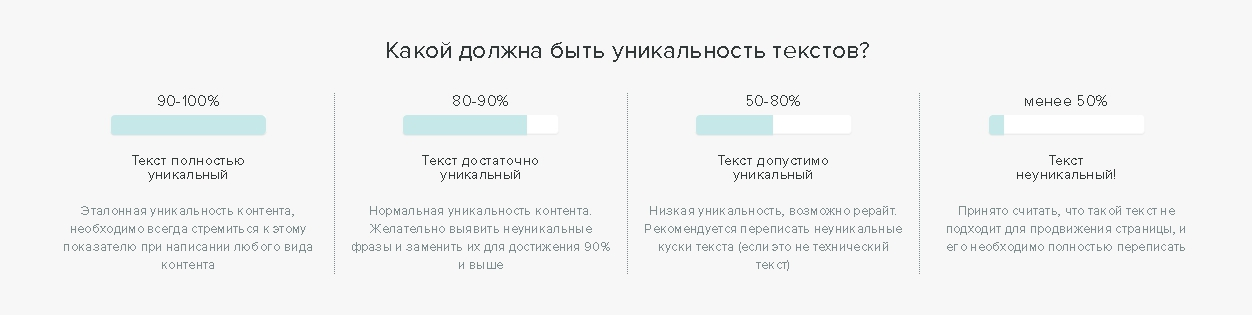 Какой должна быть уникальность текстов?
90-100%
Текст полностью
уникальный
Эталонная уникальность контента,
необходимо всегда стремиться к этому
показателю при написании любого вида
контента
80-90%
Текст достаточно
уникальный
Нормальная уникальность контента.
Желательно выявить неуникальные
фразы и заменить их для достижения 90%
и выше
50-80%
Текст допустимо
уникальный
Низкая уникальность, возможно рерайт.
Рекомендуется переписать неуникальные
куски текста (если это не технический
текст)
менее 50%
Текст
неуникальный!
Принято считать, что такой текст не
подходит для продвижения страницы, и
его необходимо полностью переписать